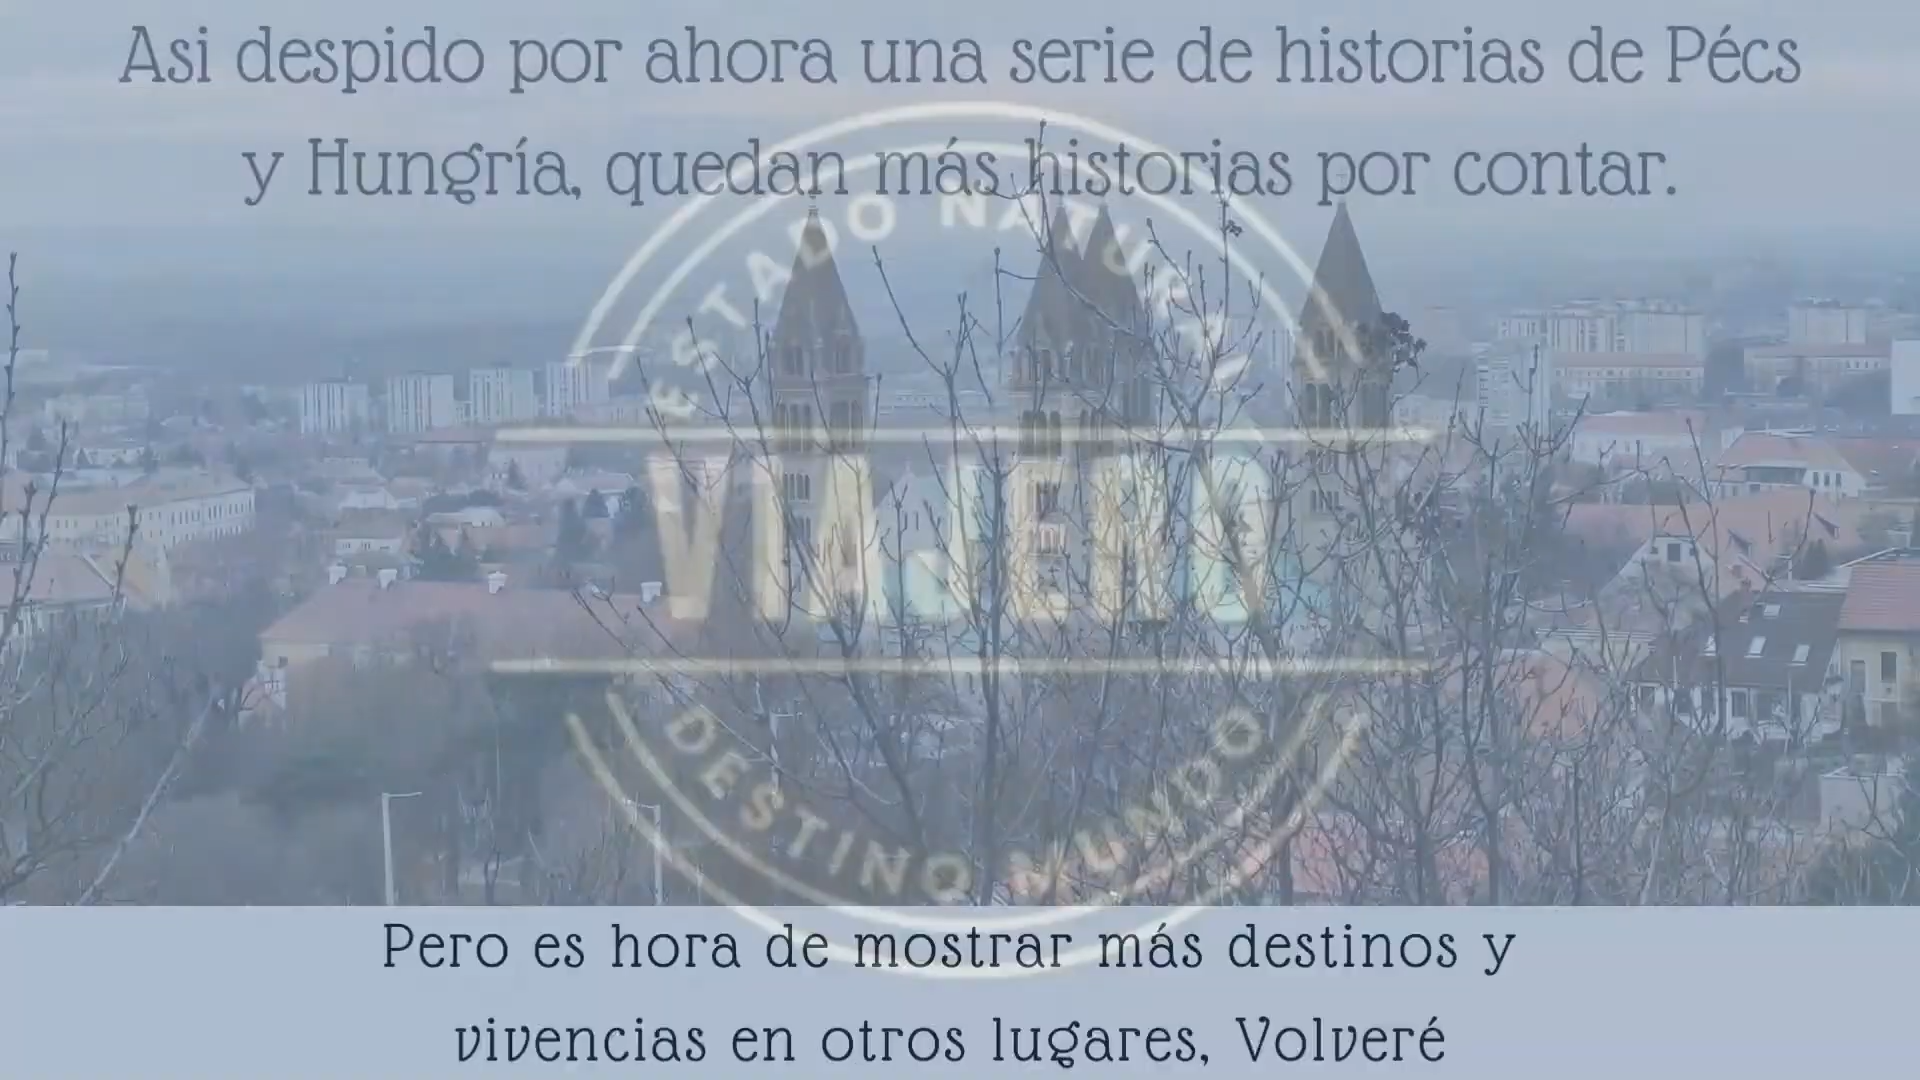 Asi despido por ahora una serie de historias de Pécs
y Hungría, quedan más historias por contar.
ESTADO NATURAL
VIAJERO
DESTINO MUNDO
Pero es hora de mostrar más destinos y
vivencias en otros lugares, Volveré